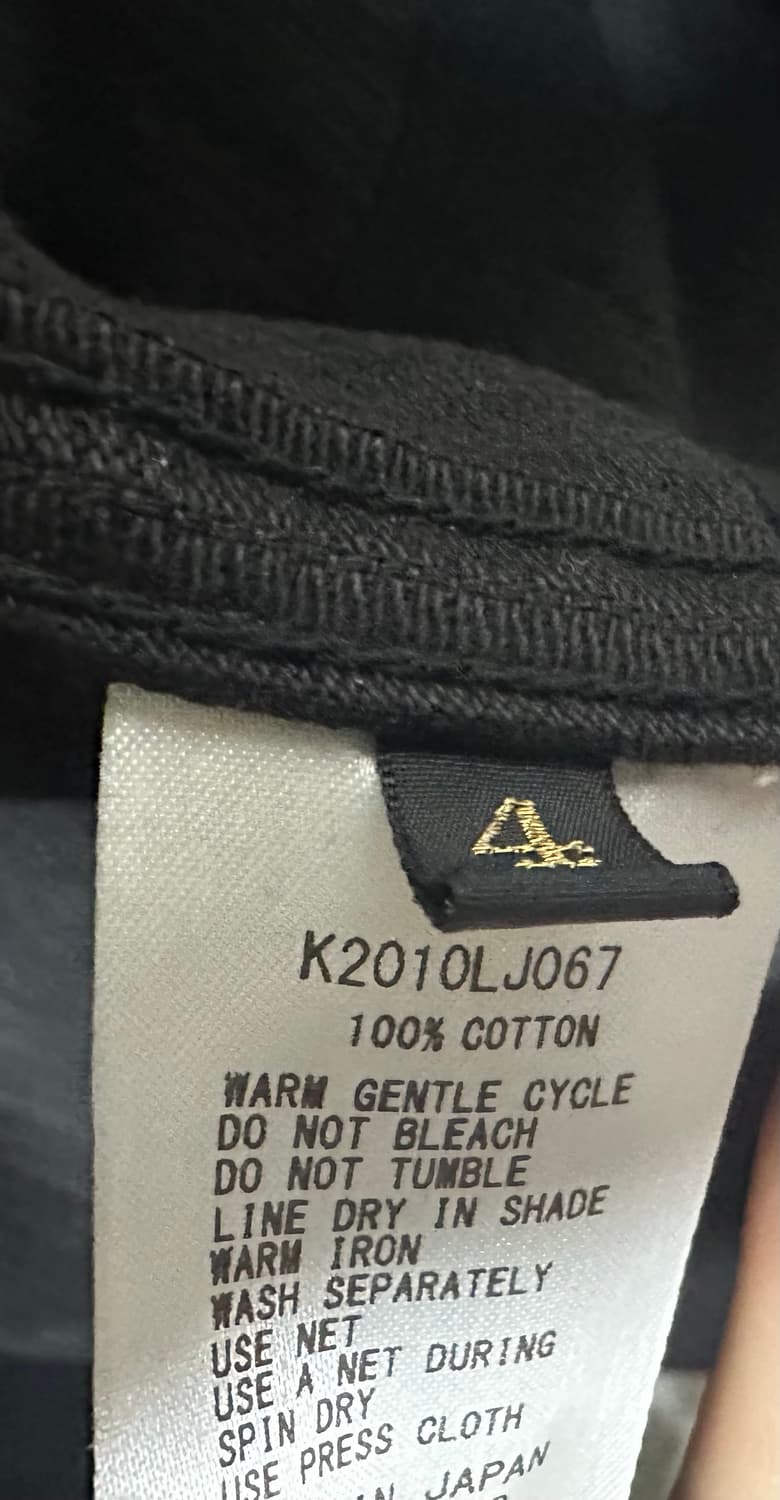 4
K2010LJ067
100% COTTON
WARM GENTLE CYCLE
DO NOT BLEACH
DO NOT TUMBLE
LINE DRY IN SHADE
WARM IRON
WASH SEPARATELY
USE NET
USE A NET DURING
SPIN DRY
USE PRESS CLOTH
IN JAPAN